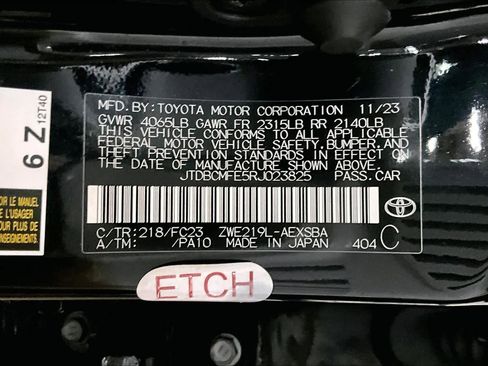 MFD.BY:TOYOTA MOTOR CORPORATION 11/23
GVWR 4065LB GAWR FR 2315LB RR 2140LB
THIS VEHICLE CONFORMS TO ALL APPLICABLE
FEDERAL MOTOR VEHICLE SAFETY,BUMPER,AND
THEFT PREVENTION STANDARDS IN EFFECT ON
THE DATE OF MANUFACTURE SHOWN ABOVE.
JTDBCMFE5RJ023825 PASS.CAR
C/TR:218/FC23 ZWE219L-AEXSBA
A/TM: /PA10 MADE IN JAPAN 404 C
TOYOTA
ETCH
6 Z 12T40
LIR LE MANUEL
DE L'USAGER